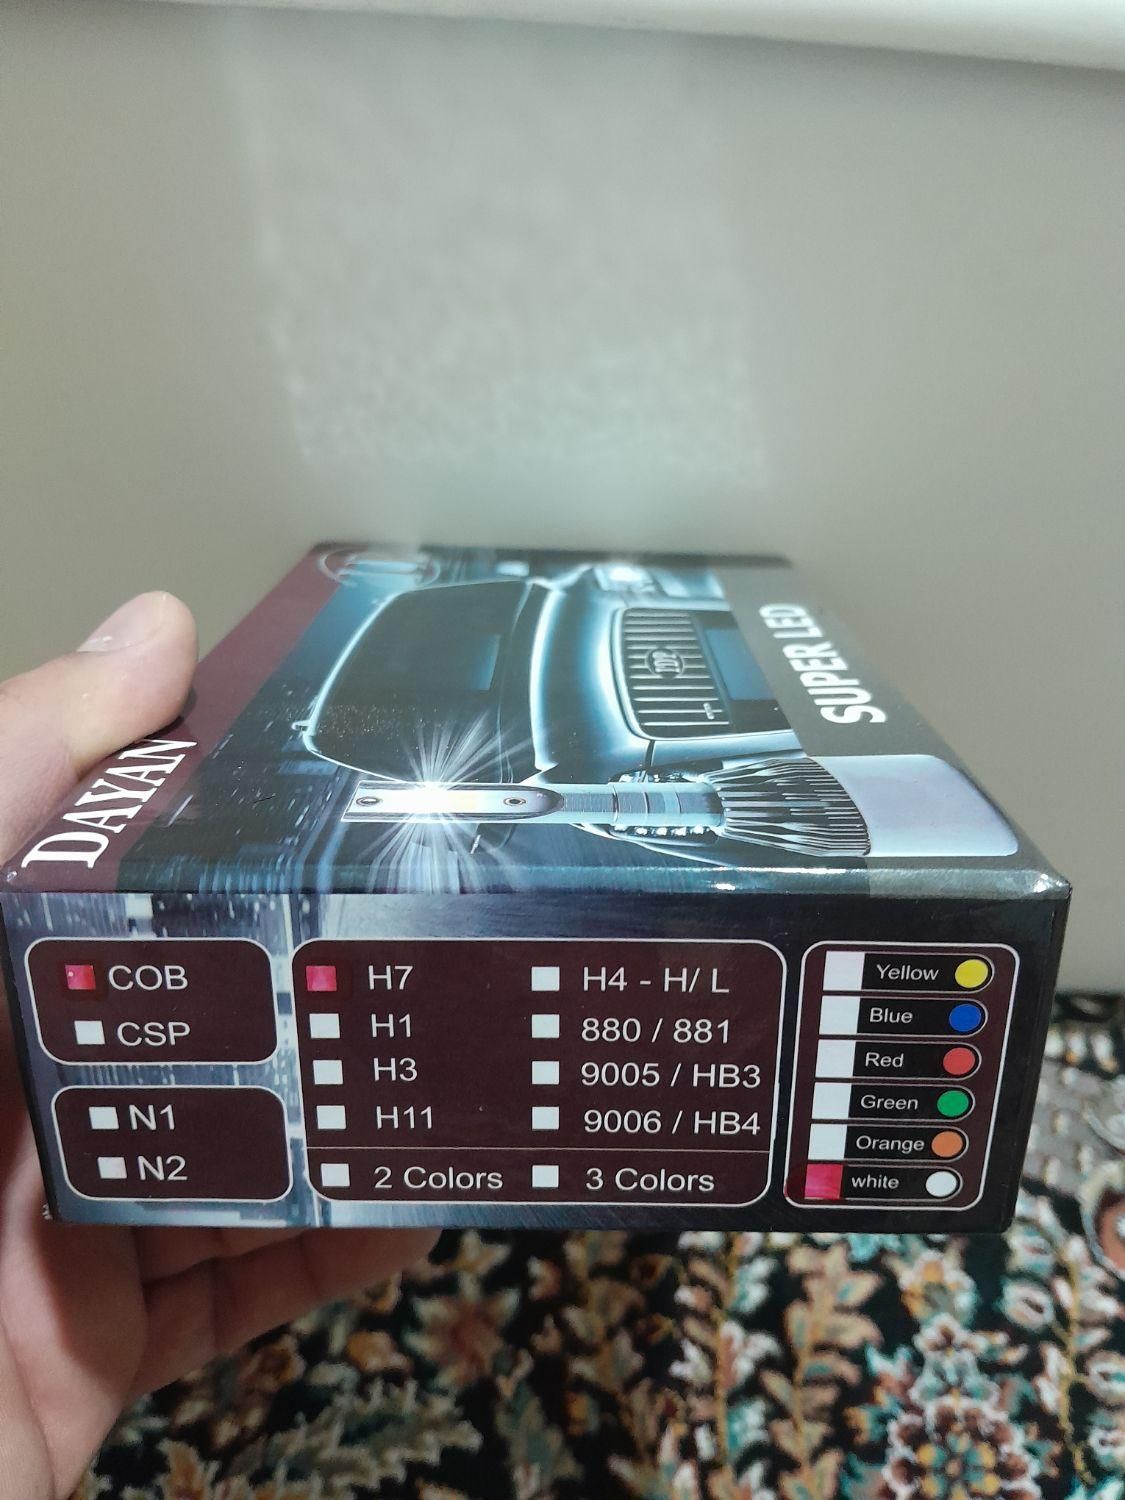 SUPER LED
DAYAN
COB
CSP
N1
N2
H7
H1
H3
H11
2 Colors
H4 - H/ L
880 / 881
9005 / HB3
9006 / HB4
3 Colors
Yellow
Blue
Red
Green
Orange
white